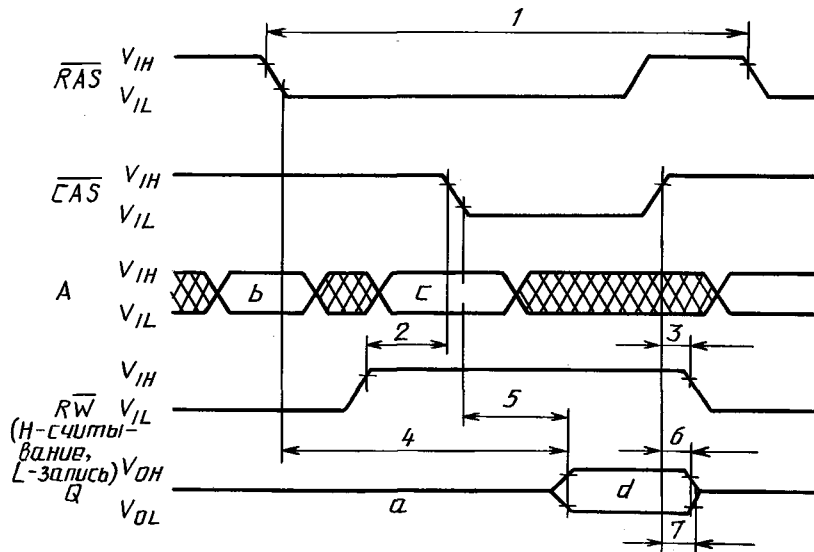 1
RAS V_IH
V_IL
CAS V_IH
V_IL
A V_IH
V_IL
b c
2 3
V_IH
RW V_IL
(H-считы-
вание,
L-запись)
5
4 6
Q V_OH
V_OL
a d
7